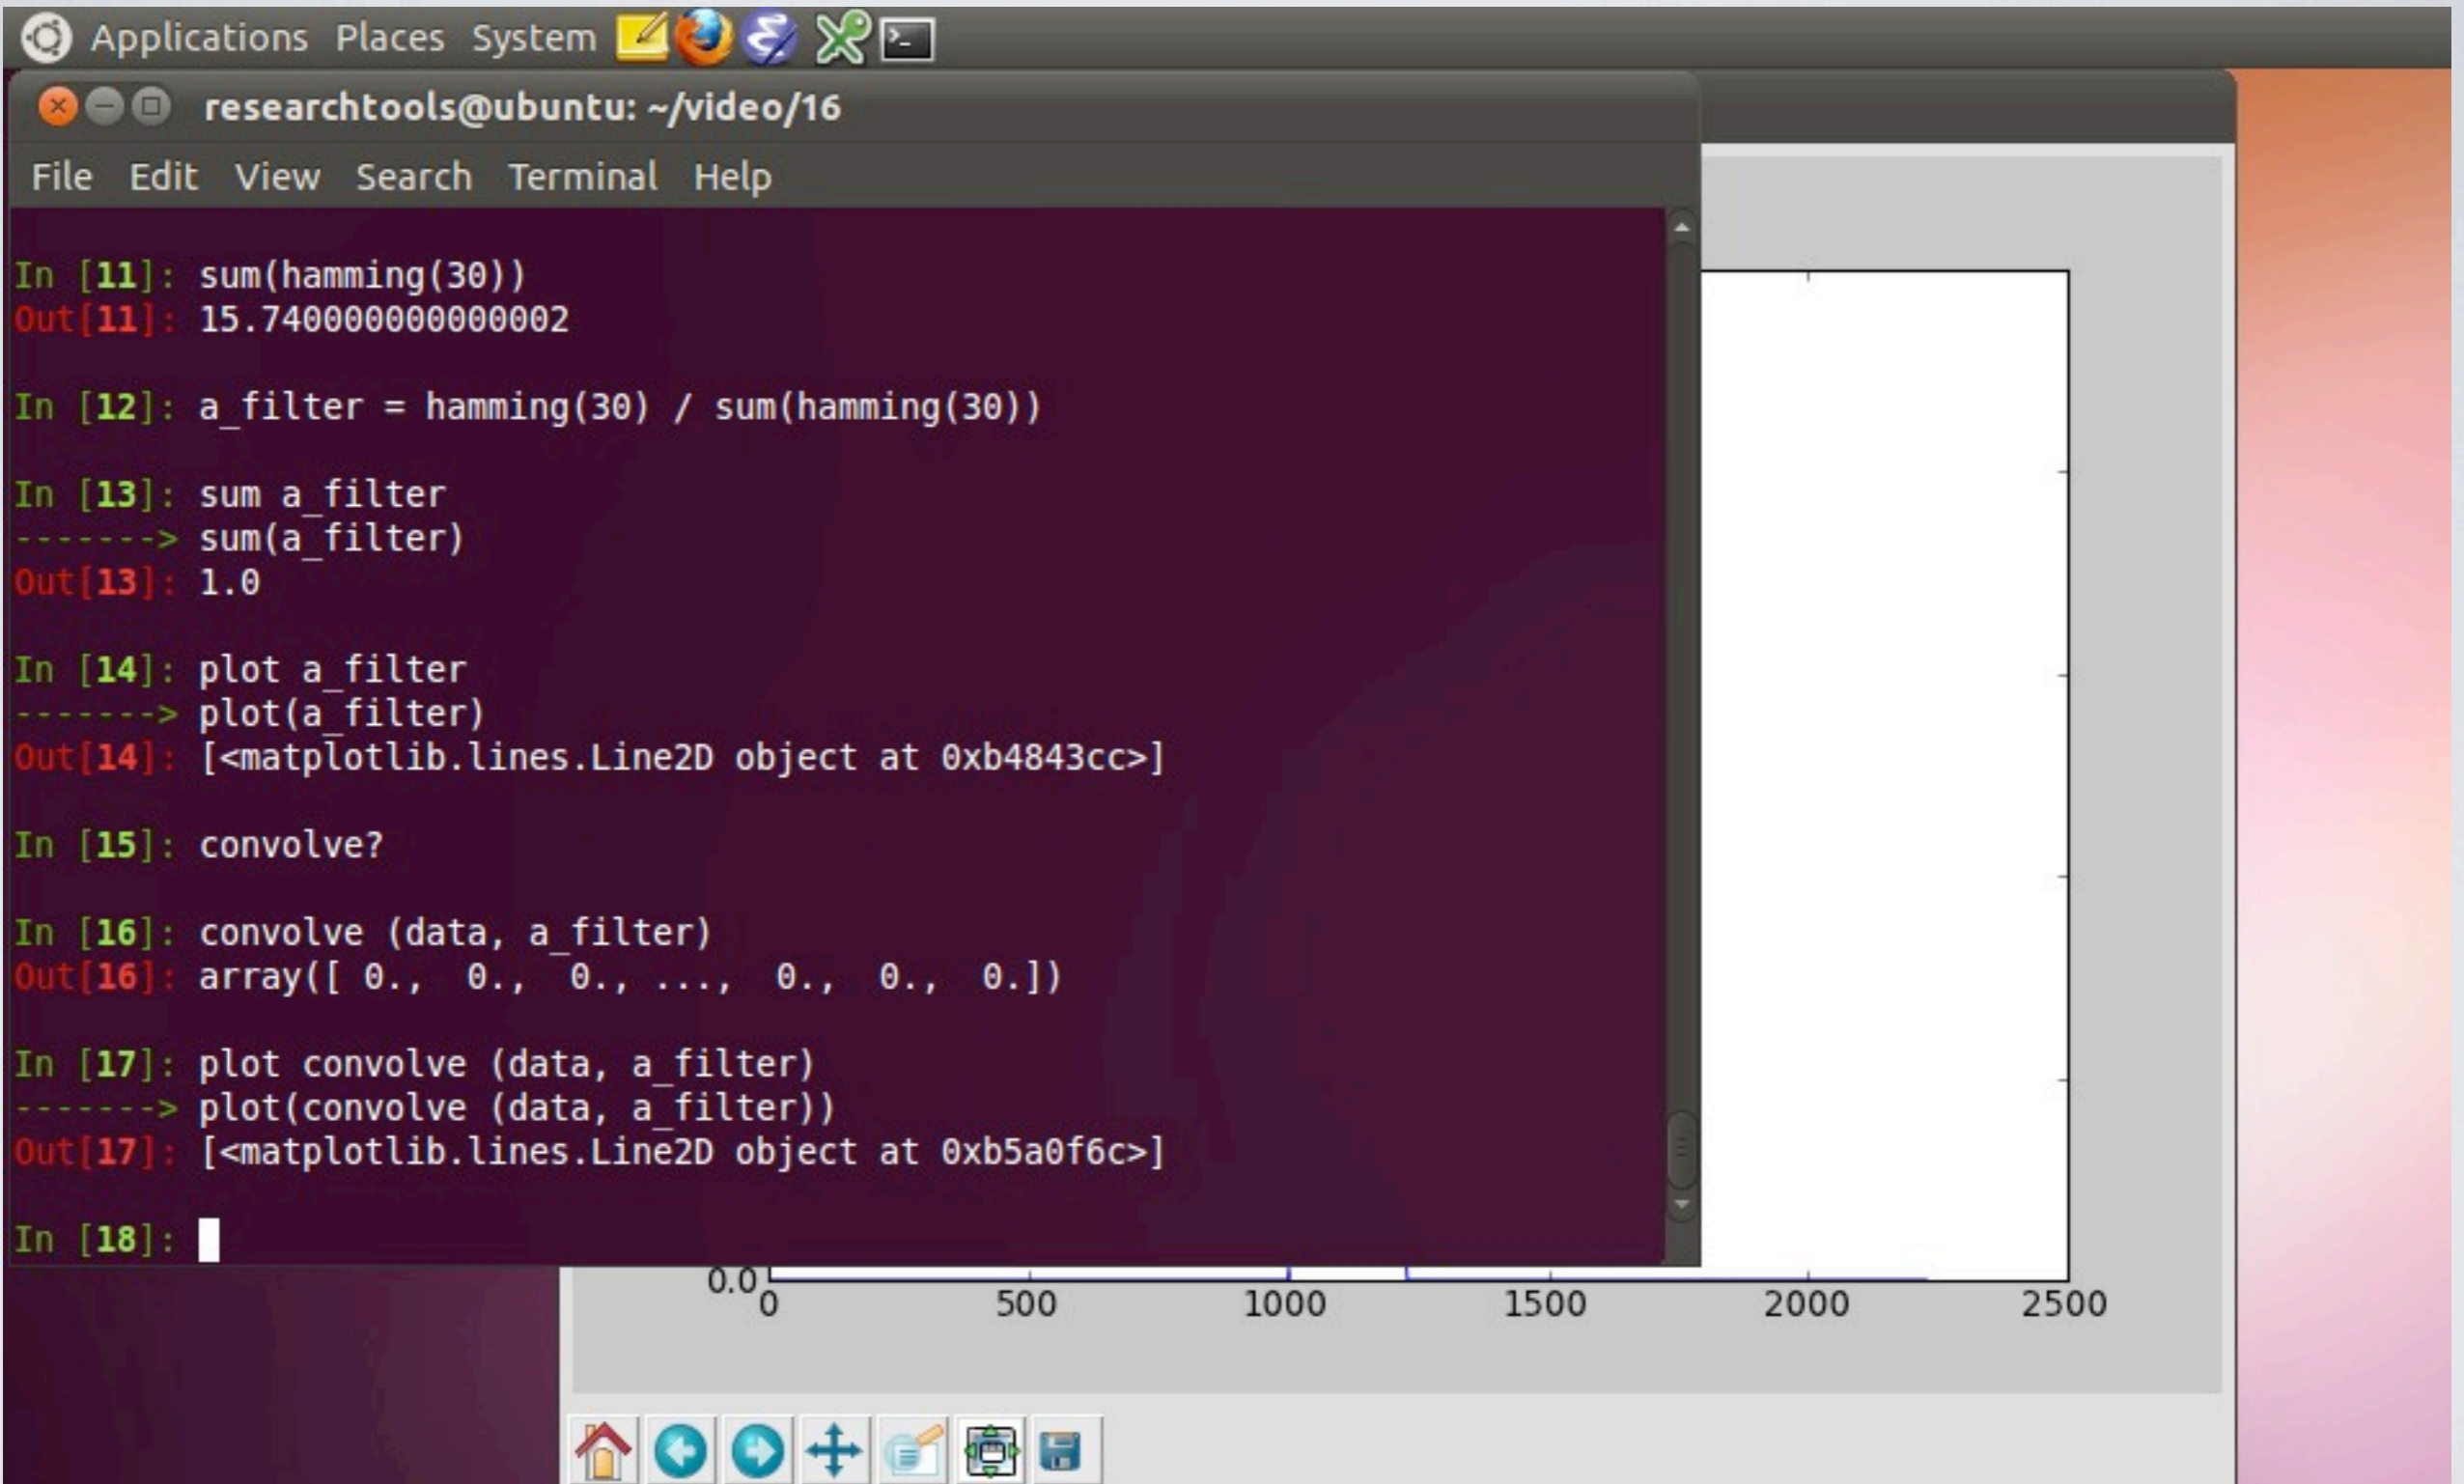 Applications Places System
researchtools@ubuntu: ~/video/16
File Edit View Search Terminal Help
In [11]: sum(hamming(30))
Out[11]: 15.740000000000002
In [12]: a_filter = hamming(30) / sum(hamming(30))
In [13]: sum a_filter
-------> sum(a_filter)
Out[13]: 1.0
In [14]: plot a_filter
-------> plot(a_filter)
Out[14]: [<matplotlib.lines.Line2D object at 0xb4843cc>]
In [15]: convolve?
In [16]: convolve (data, a_filter)
Out[16]: array([ 0.,  0.,  0., ...,  0.,  0.,  0.])
In [17]: plot convolve (data, a_filter)
-------> plot(convolve (data, a_filter))
Out[17]: [<matplotlib.lines.Line2D object at 0xb5a0f6c>]
In [18]:
0.0
0 500 1000 1500 2000 2500